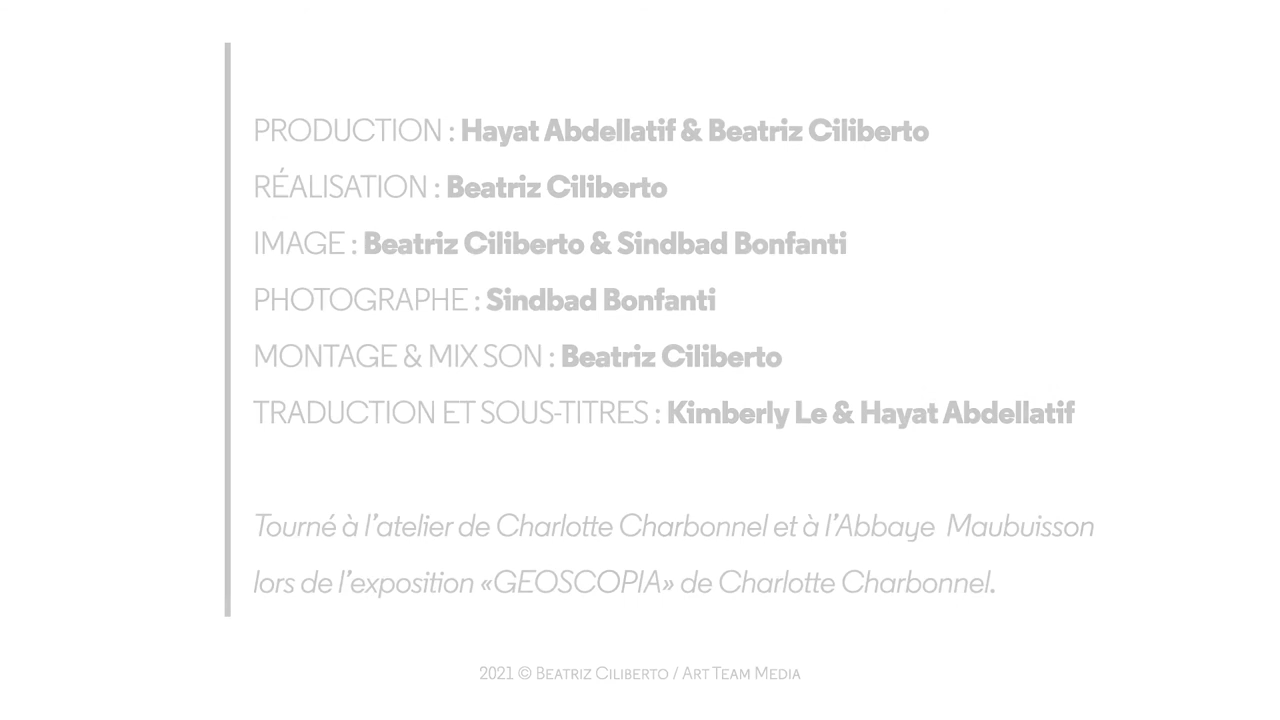 PRODUCTION : Hayat Abdellatif & Beatriz Ciliberto
RÉALISATION : Beatriz Ciliberto
IMAGE : Beatriz Ciliberto & Sindbad Bonfanti
PHOTOGRAPHE : Sindbad Bonfanti
MONTAGE & MIX SON : Beatriz Ciliberto
TRADUCTION ET SOUS-TITRES : Kimberly Le & Hayat Abdellatif
Tourné à l'atelier de Charlotte Charbonnel et à l'Abbaye Maubuisson
lors de l'exposition «GEOSCOPIA» de Charlotte Charbonnel.
2021 © Beatriz Ciliberto / Art Team Media